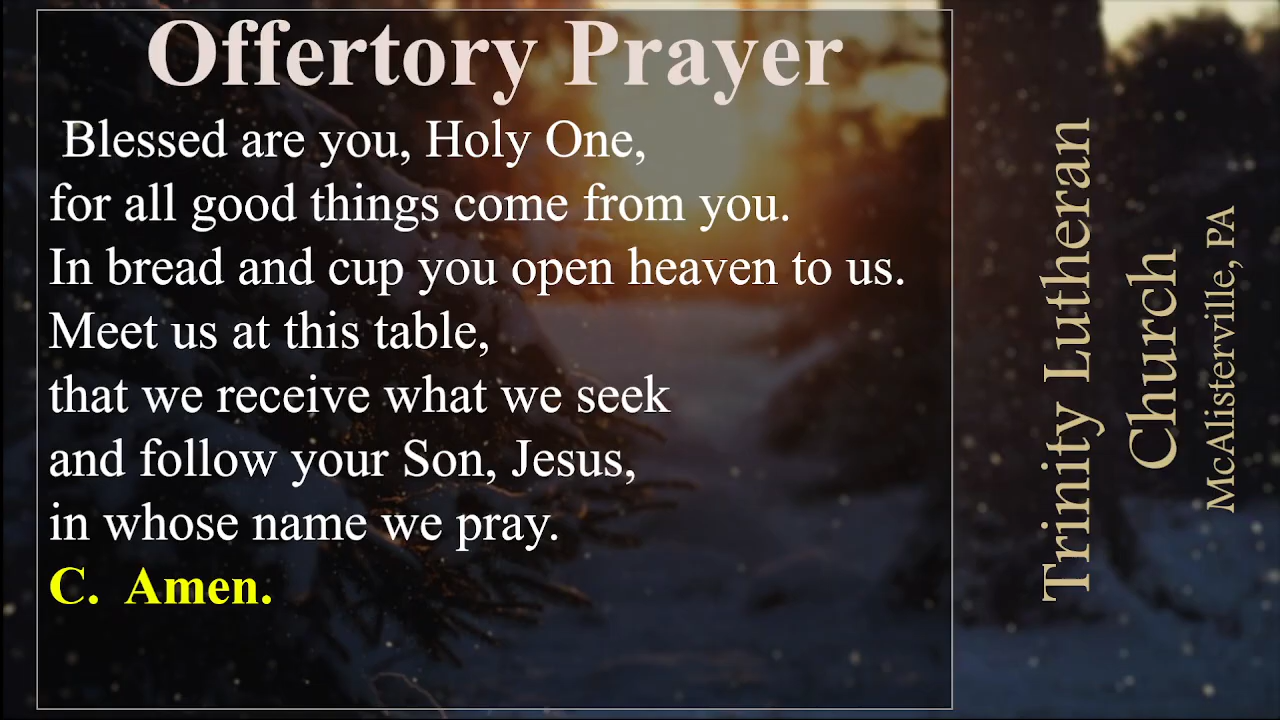 Offertory Prayer
Blessed are you, Holy One,
for all good things come from you.
In bread and cup you open heaven to us.
Meet us at this table,
that we receive what we seek
and follow your Son, Jesus,
in whose name we pray.
C. Amen.
Trinity Lutheran
Church
McAlisterville, PA